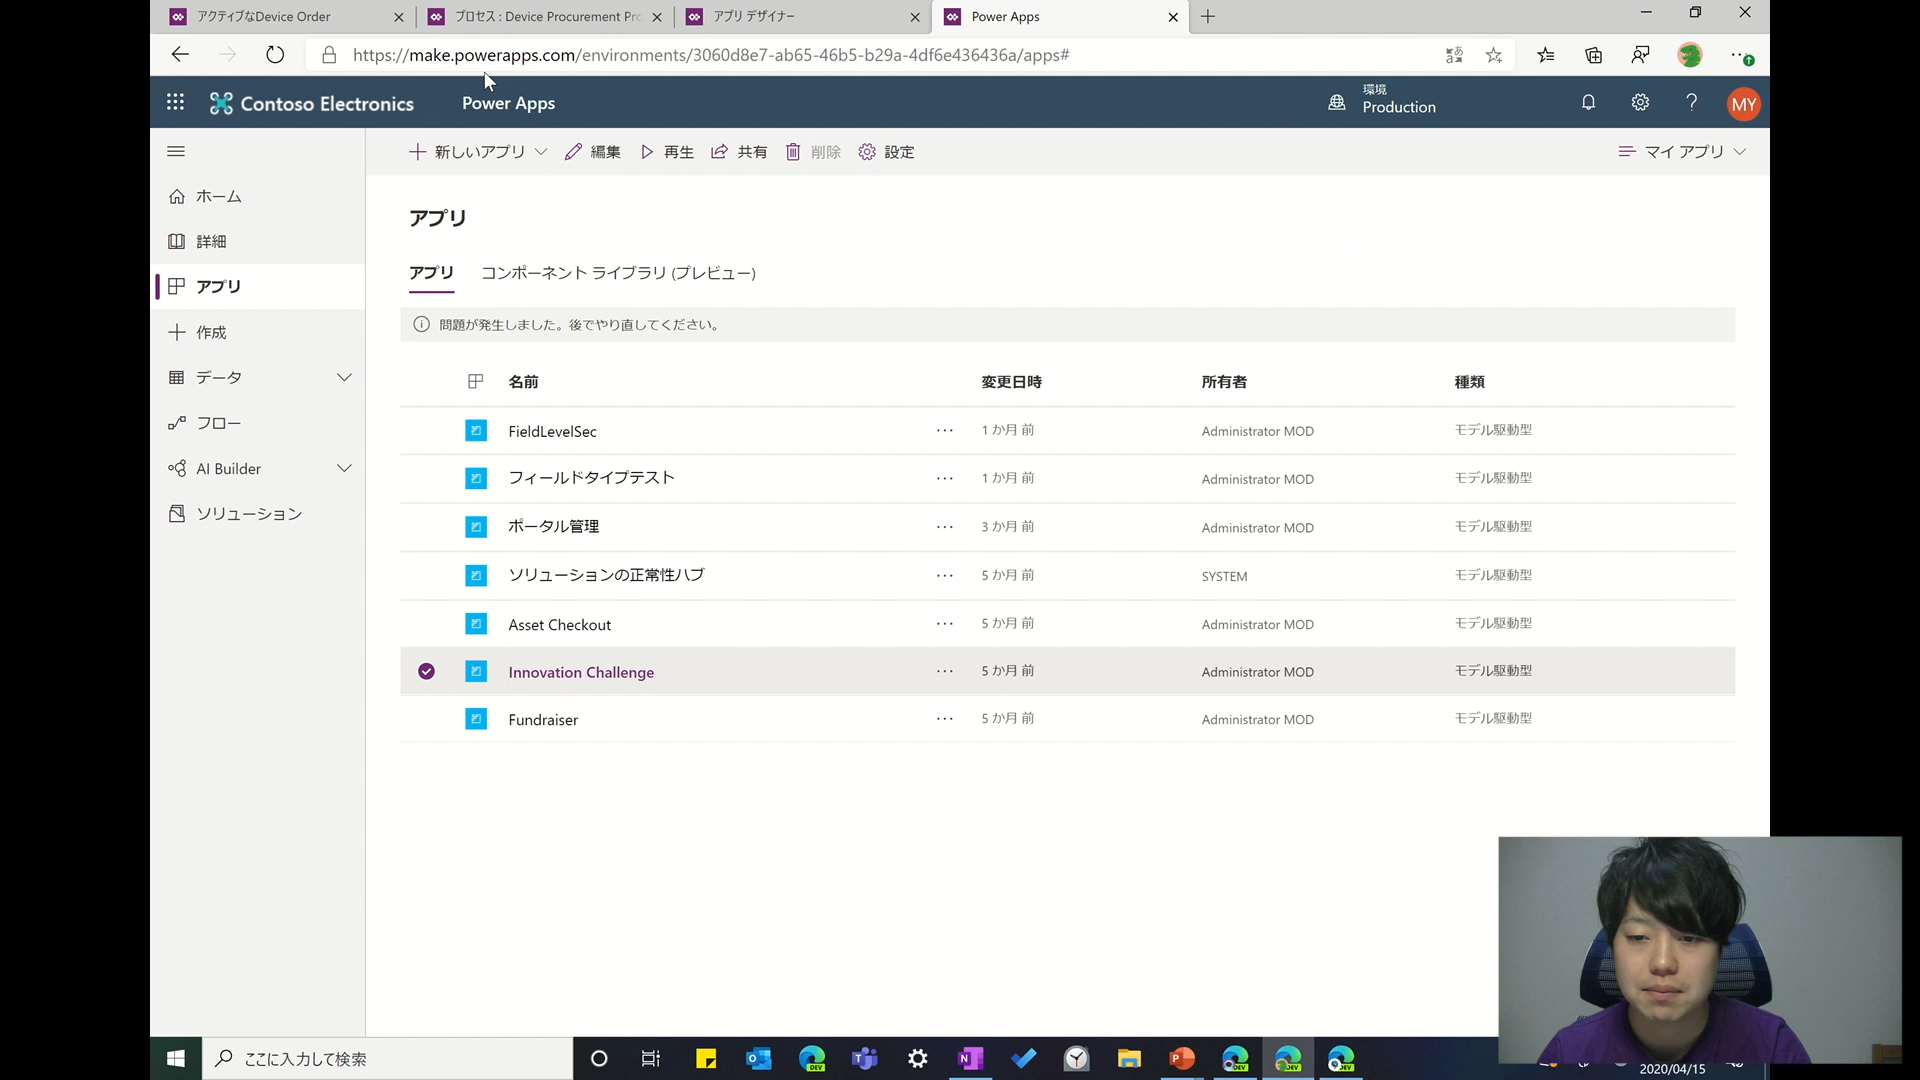 アクティブなDevice Order
プロセス : Device Procurement Pro
アプリ デザイナー
Power Apps
https://make.powerapps.com/environments/3060d8e7-ab65-46b5-b29a-4df6e436436a/apps#
Contoso Electronics
Power Apps
環境
Production
MY
新しいアプリ
編集
再生
共有
削除
設定
マイ アプリ
ホーム
詳細
アプリ
作成
データ
フロー
AI Builder
ソリューション
アプリ
アプリ
コンポーネント ライブラリ (プレビュー)
問題が発生しました。後でやり直してください。
名前 変更日時 所有者 種類
FieldLevelSec ··· 1 か月 前 Administrator MOD モデル駆動型
フィールドタイプテスト ··· 1 か月 前 Administrator MOD モデル駆動型
ポータル管理 ··· 3 か月 前 Administrator MOD モデル駆動型
ソリューションの正常性ハブ ··· 5 か月 前 SYSTEM モデル駆動型
Asset Checkout ··· 5 か月 前 Administrator MOD モデル駆動型
Innovation Challenge ··· 5 か月 前 Administrator MOD モデル駆動型
Fundraiser ··· 5 か月 前 Administrator MOD モデル駆動型
ここに入力して検索
DEV
DEV
DEV
DEV
2020/04/15